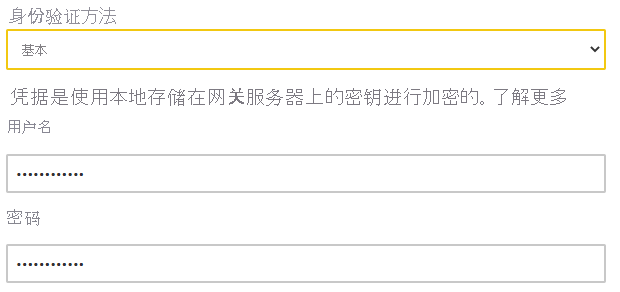 身份验证方法
基本
凭据是使用本地存储在网关服务器上的密钥进行加密的。了解更多
用户名
••••••••••••
密码
••••••••••••